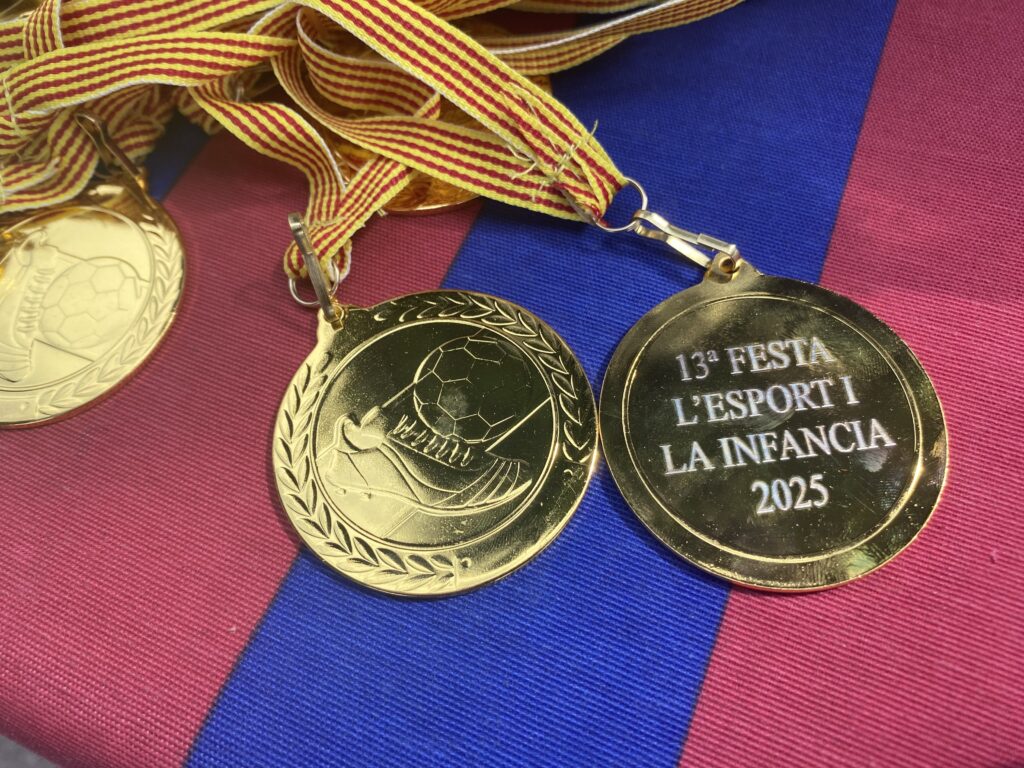 13ª FESTA
L'ESPORT I
LA INFANCIA
2025